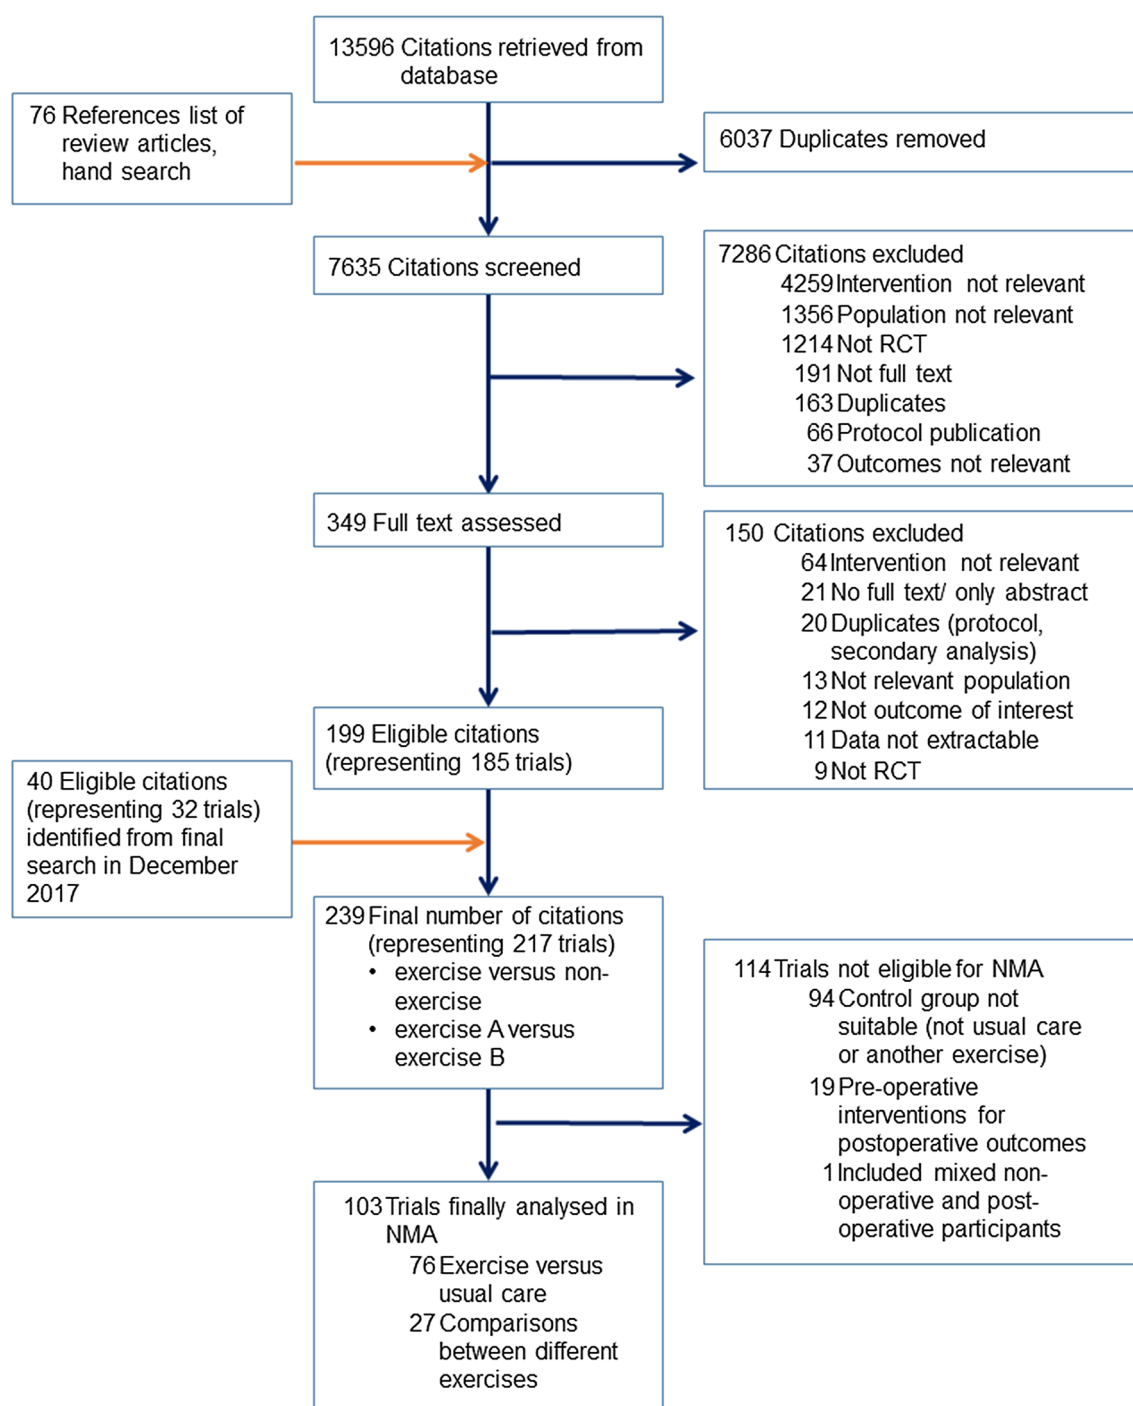 13596 Citations retrieved from
database
76 References list of
review articles,
hand search
6037 Duplicates removed
7635 Citations screened
7286 Citations excluded
4259 Intervention not relevant
1356 Population not relevant
1214 Not RCT
191 Not full text
163 Duplicates
66 Protocol publication
37 Outcomes not relevant
349 Full text assessed
150 Citations excluded
64 Intervention not relevant
21 No full text/ only abstract
20 Duplicates (protocol,
secondary analysis)
13 Not relevant population
12 Not outcome of interest
11 Data not extractable
9 Not RCT
199 Eligible citations
(representing 185 trials)
40 Eligible citations
(representing 32 trials)
identified from final
search in December
2017
239 Final number of citations
(representing 217 trials)
• exercise versus non-
exercise
• exercise A versus
exercise B
114 Trials not eligible for NMA
94 Control group not
suitable (not usual care
or another exercise)
19 Pre-operative
interventions for
postoperative outcomes
1 Included mixed non-
operative and post-
operative participants
103 Trials finally analysed in
NMA
76 Exercise versus
usual care
27 Comparisons
between different
exercises